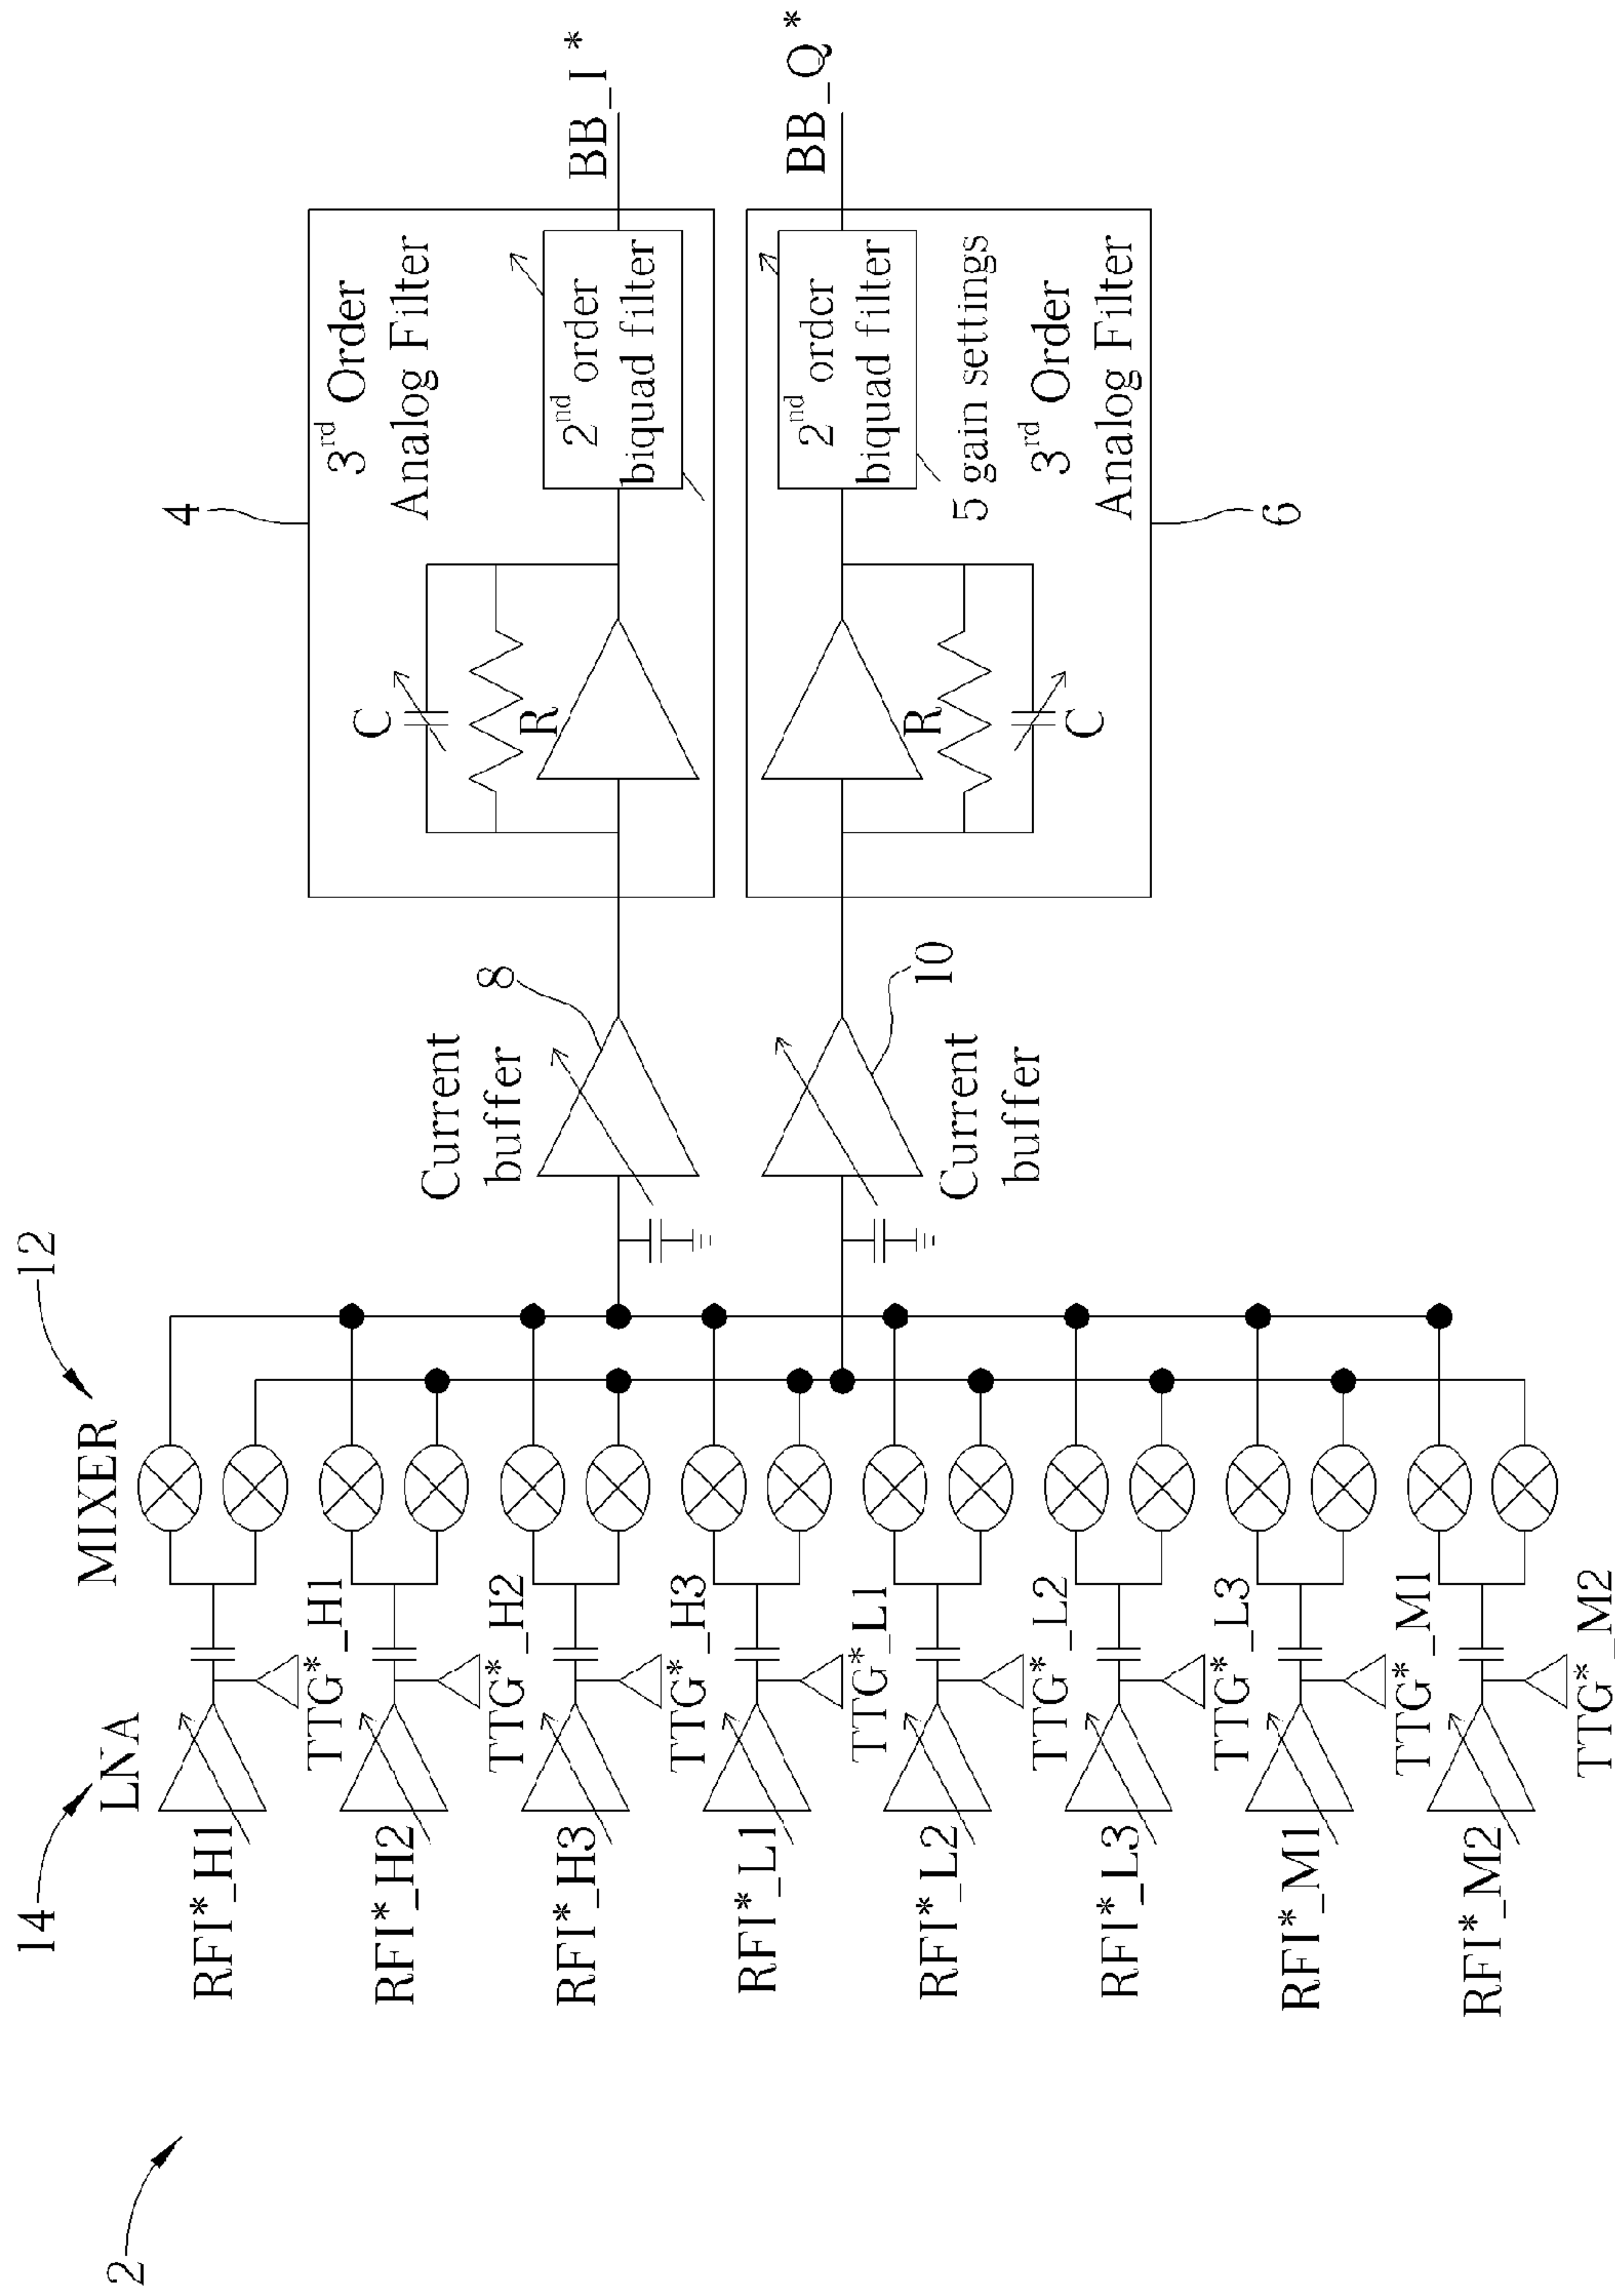 2
14
LNA
MIXER
12
RFI*_H1
RFI*_H2
RFI*_H3
RFI*_L1
RFI*_L2
RFI*_L3
RFI*_M1
RFI*_M2
TTG*_H1
TTG*_H2
TTG*_H3
TTG*_L1
TTG*_L2
TTG*_L3
TTG*_M1
TTG*_M2
Current
buffer
8
Current
buffer
10
4
3rd Order
Analog Filter
C
R
2nd order
biquad filter
BB_I*
R
C
2nd order
biquad filter
5 gain settings
3rd Order
Analog Filter
6
BB_Q*